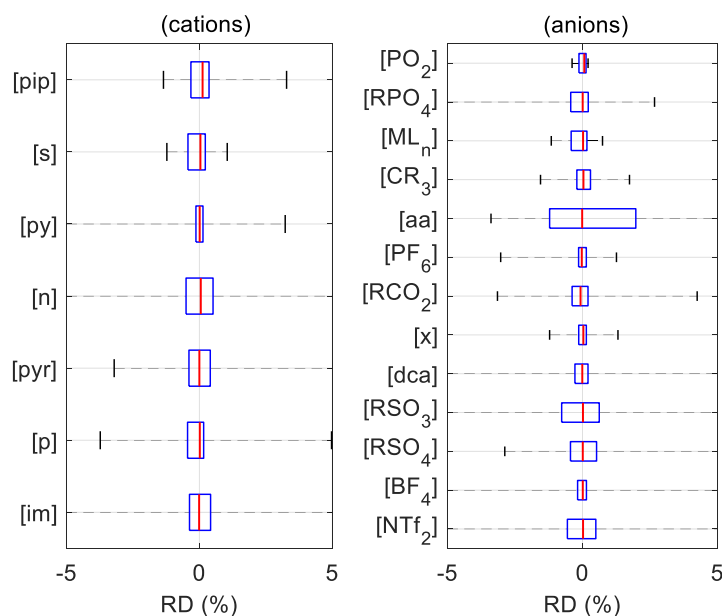 (cations)
[pip]
[s]
[py]
[n]
[pyr]
[p]
[im]
-5
0
5
RD (%)
(anions)
[PO2]
[RPO4]
[MLn]
[CR3]
[aa]
[PF6]
[RCO2]
[x]
[dca]
[RSO3]
[RSO4]
[BF4]
[NTf2]
-5
0
5
RD (%)